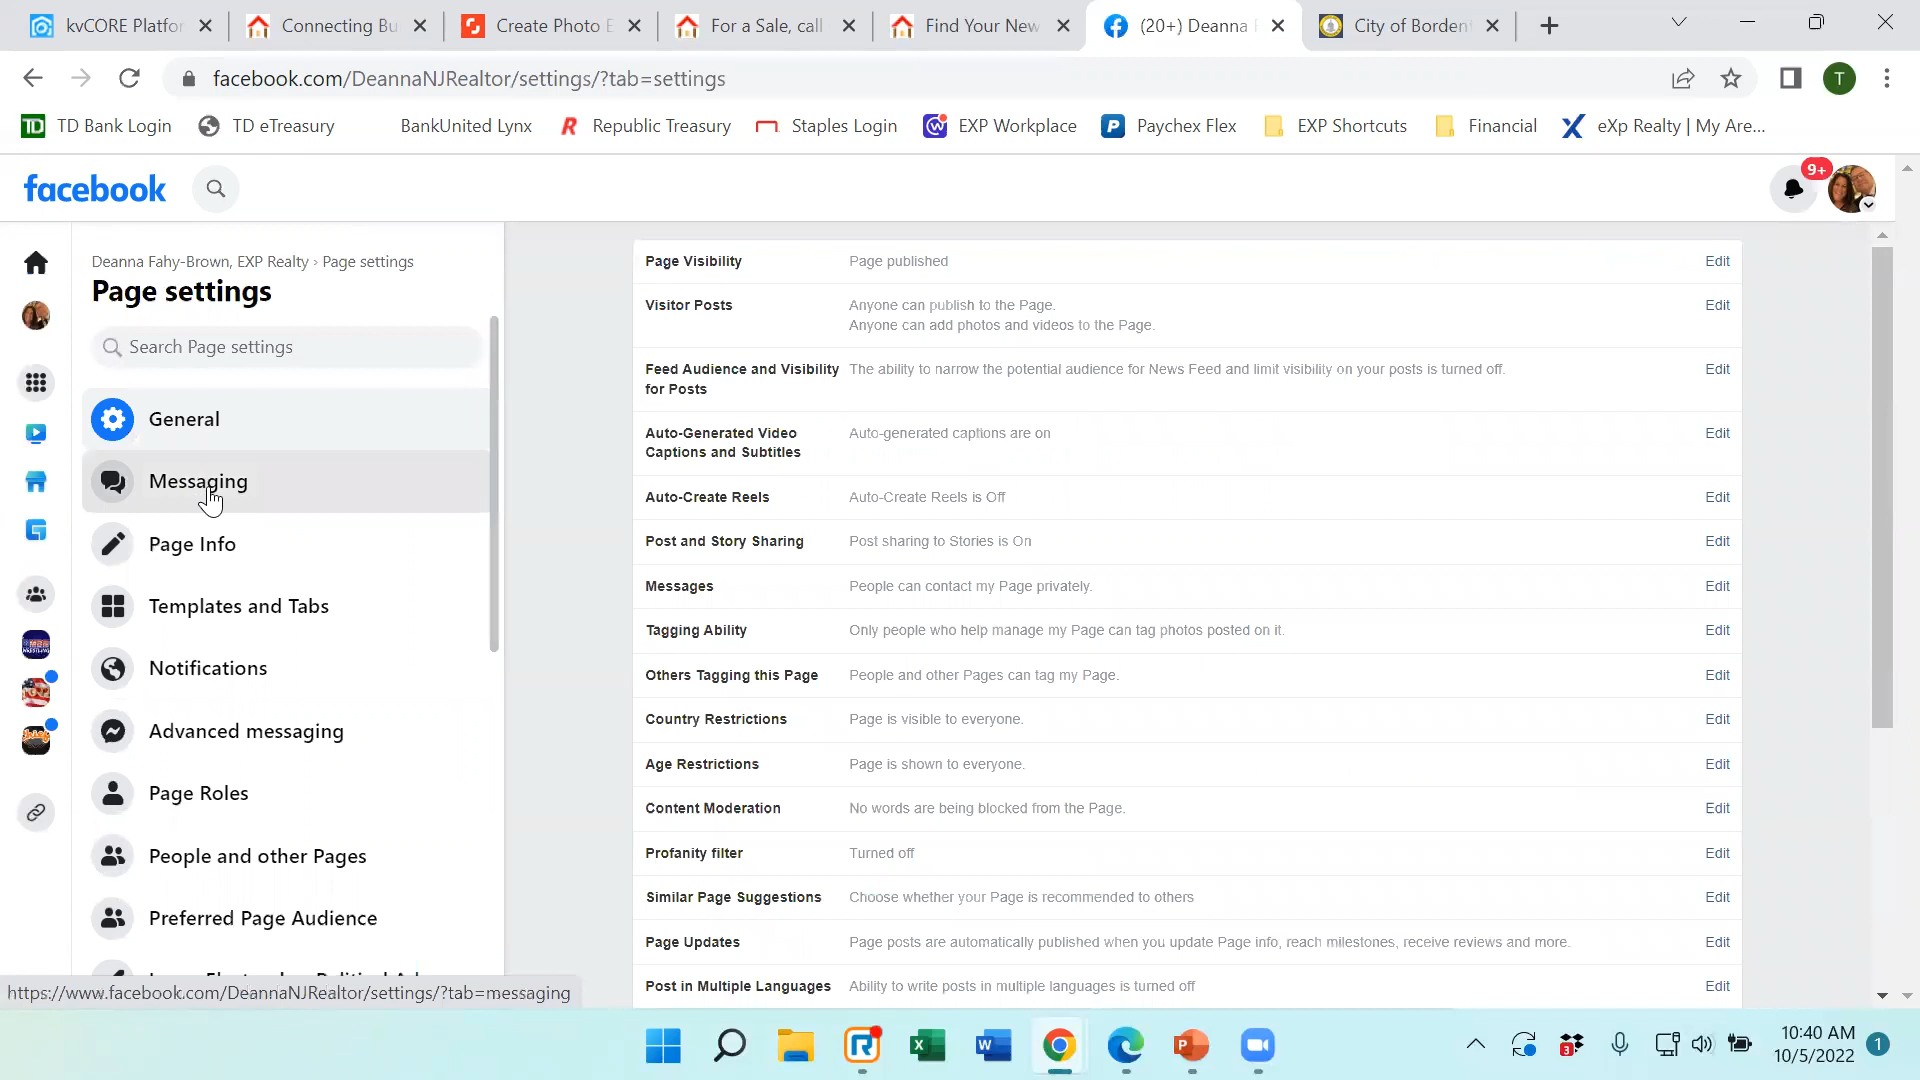 kvCORE Platfor
Connecting Bu
Create Photo E
For a Sale, call
Find Your New
(20+) Deanna
City of Bordent
facebook.com/DeannaNJRealtor/settings/?tab=settings
T
TD Bank Login
TD eTreasury
BankUnited Lynx
Republic Treasury
Staples Login
EXP Workplace
Paychex Flex
EXP Shortcuts
Financial
eXp Realty | My Are...
facebook
9+
Deanna Fahy-Brown, EXP Realty › Page settings
Page settings
Search Page settings
General
Messaging
Page Info
Templates and Tabs
Notifications
Advanced messaging
Page Roles
People and other Pages
Preferred Page Audience
https://www.facebook.com/DeannaNJRealtor/settings/?tab=messaging
Page Visibility Page published Edit
Visitor Posts Anyone can publish to the Page. Edit
Anyone can add photos and videos to the Page.
Feed Audience and Visibility The ability to narrow the potential audience for News Feed and limit visibility on your posts is turned off. Edit
for Posts
Auto-Generated Video Auto-generated captions are on Edit
Captions and Subtitles
Auto-Create Reels Auto-Create Reels is Off Edit
Post and Story Sharing Post sharing to Stories is On Edit
Messages People can contact my Page privately. Edit
Tagging Ability Only people who help manage my Page can tag photos posted on it. Edit
Others Tagging this Page People and other Pages can tag my Page. Edit
Country Restrictions Page is visible to everyone. Edit
Age Restrictions Page is shown to everyone. Edit
Content Moderation No words are being blocked from the Page. Edit
Profanity filter Turned off Edit
Similar Page Suggestions Choose whether your Page is recommended to others Edit
Page Updates Page posts are automatically published when you update Page info, reach milestones, receive reviews and more. Edit
Post in Multiple Languages Ability to write posts in multiple languages is turned off Edit
3
10:40 AM
10/5/2022
1